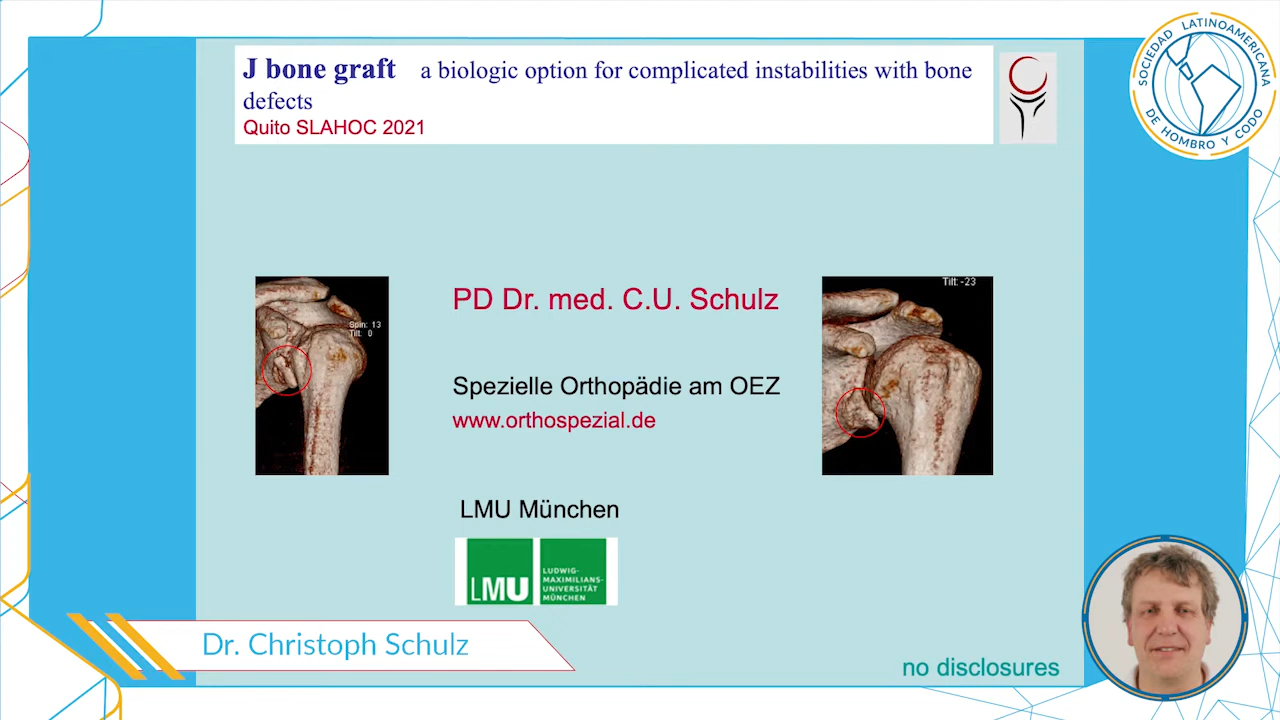 J bone graft a biologic option for complicated instabilities with bone
defects
Quito SLAHOC 2021
SOCIEDAD LATINOAMERICANA
DE HOMBRO Y CODO
Spin: 13
Tilt: 0
Tilt: -23
PD Dr. med. C.U. Schulz
Spezielle Orthopädie am OEZ
www.orthospezial.de
LMU München
LMU
LUDWIG-
MAXIMILIANS-
UNIVERSITÄT
MÜNCHEN
Dr. Christoph Schulz
no disclosures